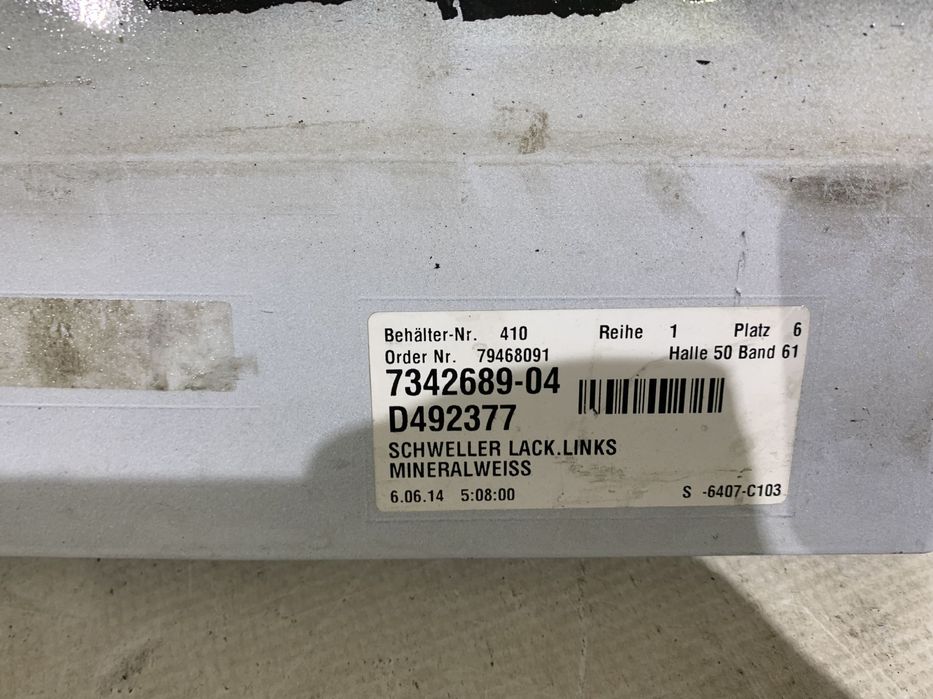 Behälter-Nr. 410 Reihe 1 Platz 6
Order Nr. 79468091 Halle 50 Band 61
7342689-04
D492377
SCHWELLER LACK.LINKS
MINERALWEISS
6.06.14 5:08:00 S -6407-C103